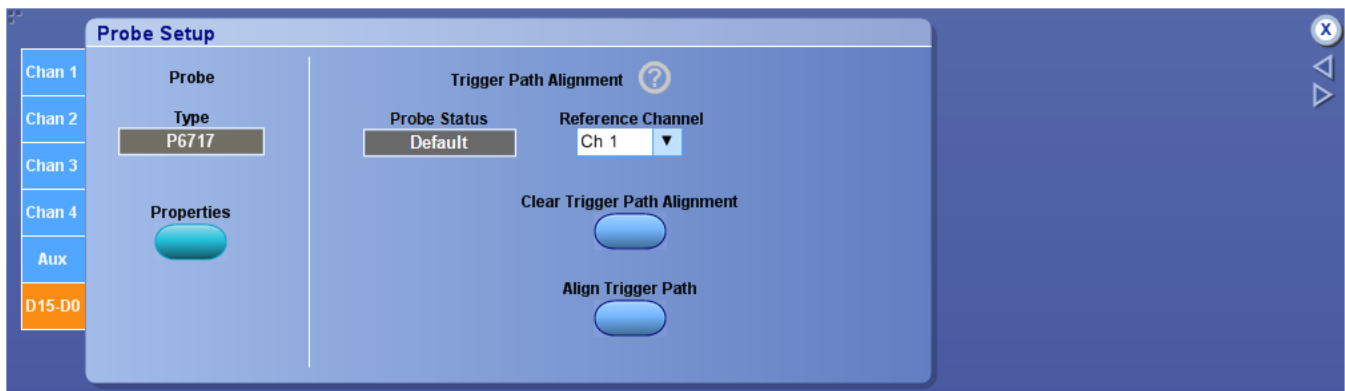 Probe Setup
X
Chan 1
Chan 2
Chan 3
Chan 4
Aux
D15-D0
Probe
Type
P6717
Properties
Trigger Path Alignment ?
Probe Status
Default
Reference Channel
Ch 1
Clear Trigger Path Alignment
Align Trigger Path